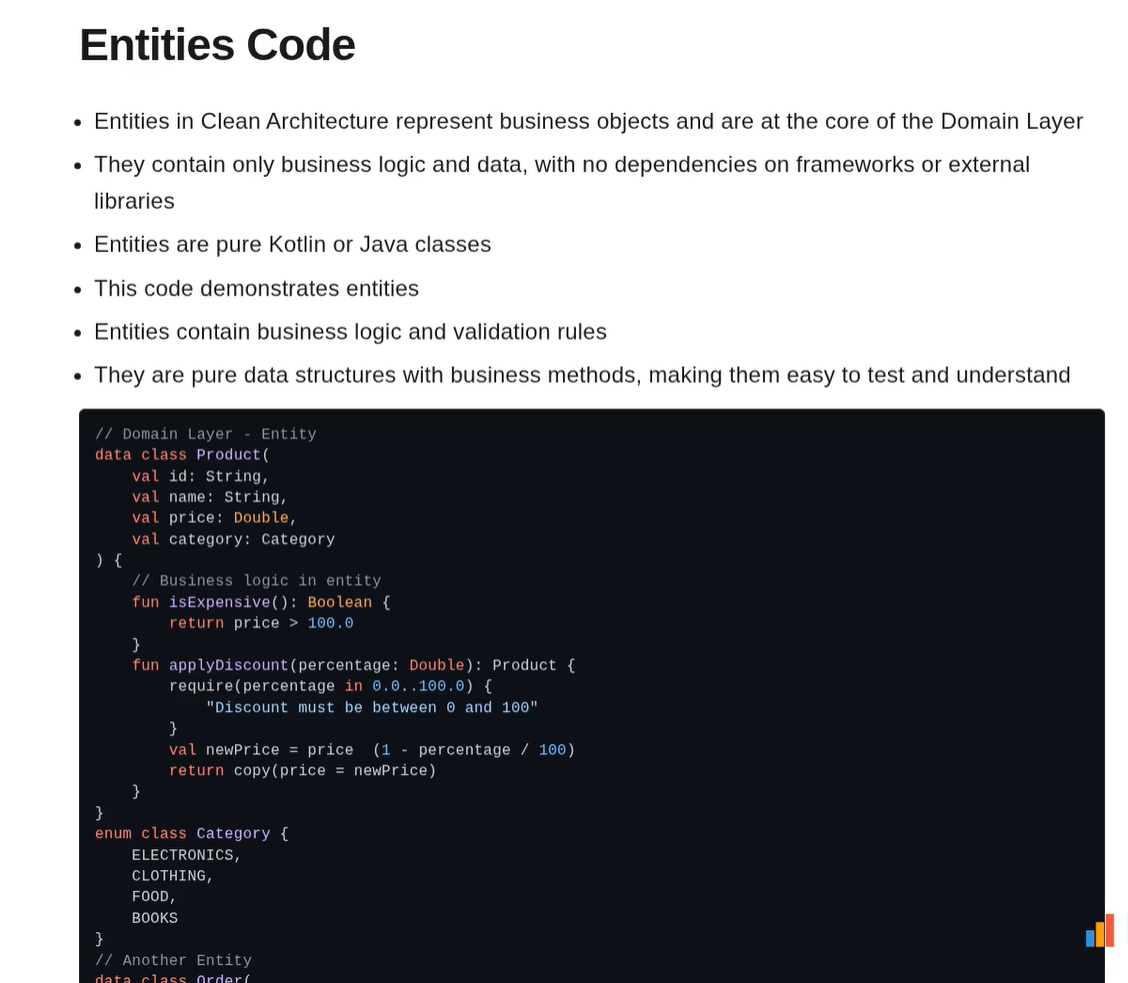 Entities Code
• Entities in Clean Architecture represent business objects and are at the core of the Domain Layer
• They contain only business logic and data, with no dependencies on frameworks or external
libraries
• Entities are pure Kotlin or Java classes
• This code demonstrates entities
• Entities contain business logic and validation rules
• They are pure data structures with business methods, making them easy to test and understand
// Domain Layer - Entity
data class Product(
    val id: String,
    val name: String,
    val price: Double,
    val category: Category
) {
    // Business logic in entity
    fun isExpensive(): Boolean {
        return price > 100.0
    }
    fun applyDiscount(percentage: Double): Product {
        require(percentage in 0.0..100.0) {
            "Discount must be between 0 and 100"
        }
        val newPrice = price  (1 - percentage / 100)
        return copy(price = newPrice)
    }
}
enum class Category {
    ELECTRONICS,
    CLOTHING,
    FOOD,
    BOOKS
}
// Another Entity
data class Order(